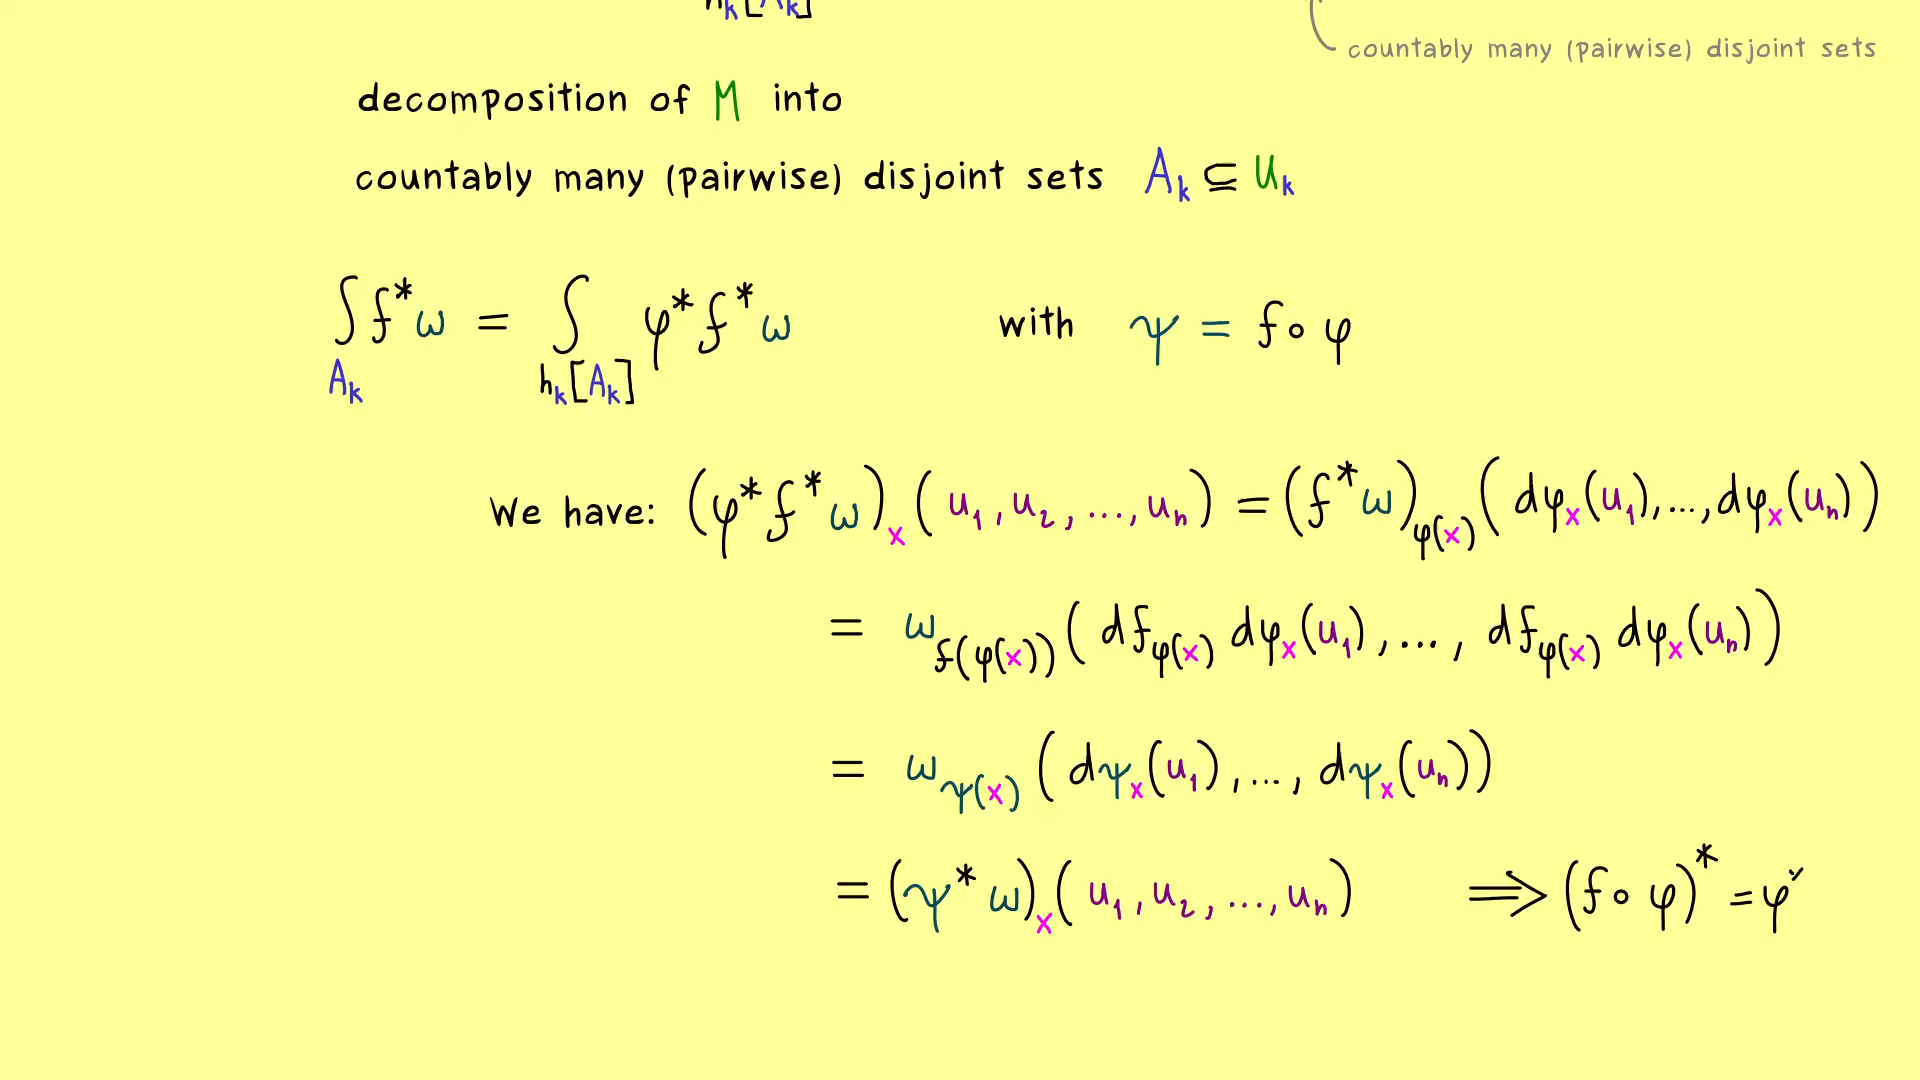 h_k[A_k]
countably many (pairwise) disjoint sets
decomposition of M into
countably many (pairwise) disjoint sets A_k ⊆ U_k
∫_{A_k} f*ω = ∫_{h_k[A_k]} φ*f*ω with ψ = f∘φ
We have: (φ*f*ω)_x (u_1, u_2, ..., u_n) = (f*ω)_{φ(x)} (dφ_x(u_1), ..., dφ_x(u_n))
= ω_{f(φ(x))} (df_{φ(x)} dφ_x(u_1), ..., df_{φ(x)} dφ_x(u_n))
= ω_{ψ(x)} (dψ_x(u_1), ..., dψ_x(u_n))
= (ψ*ω)_x (u_1, u_2, ..., u_n) ⟹ (f∘φ)* = φ